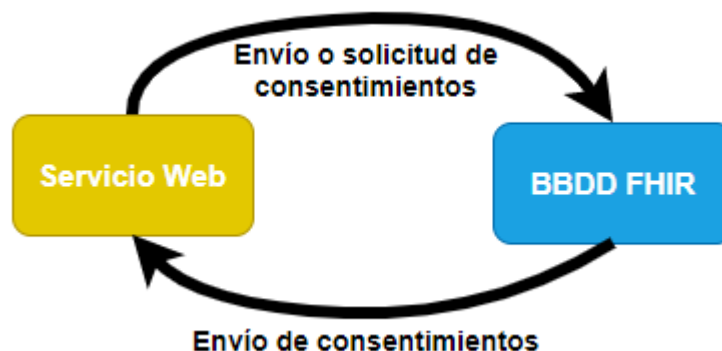 Envío o solicitud de
consentimientos
Servicio Web
BBDD FHIR
Envío de consentimientos